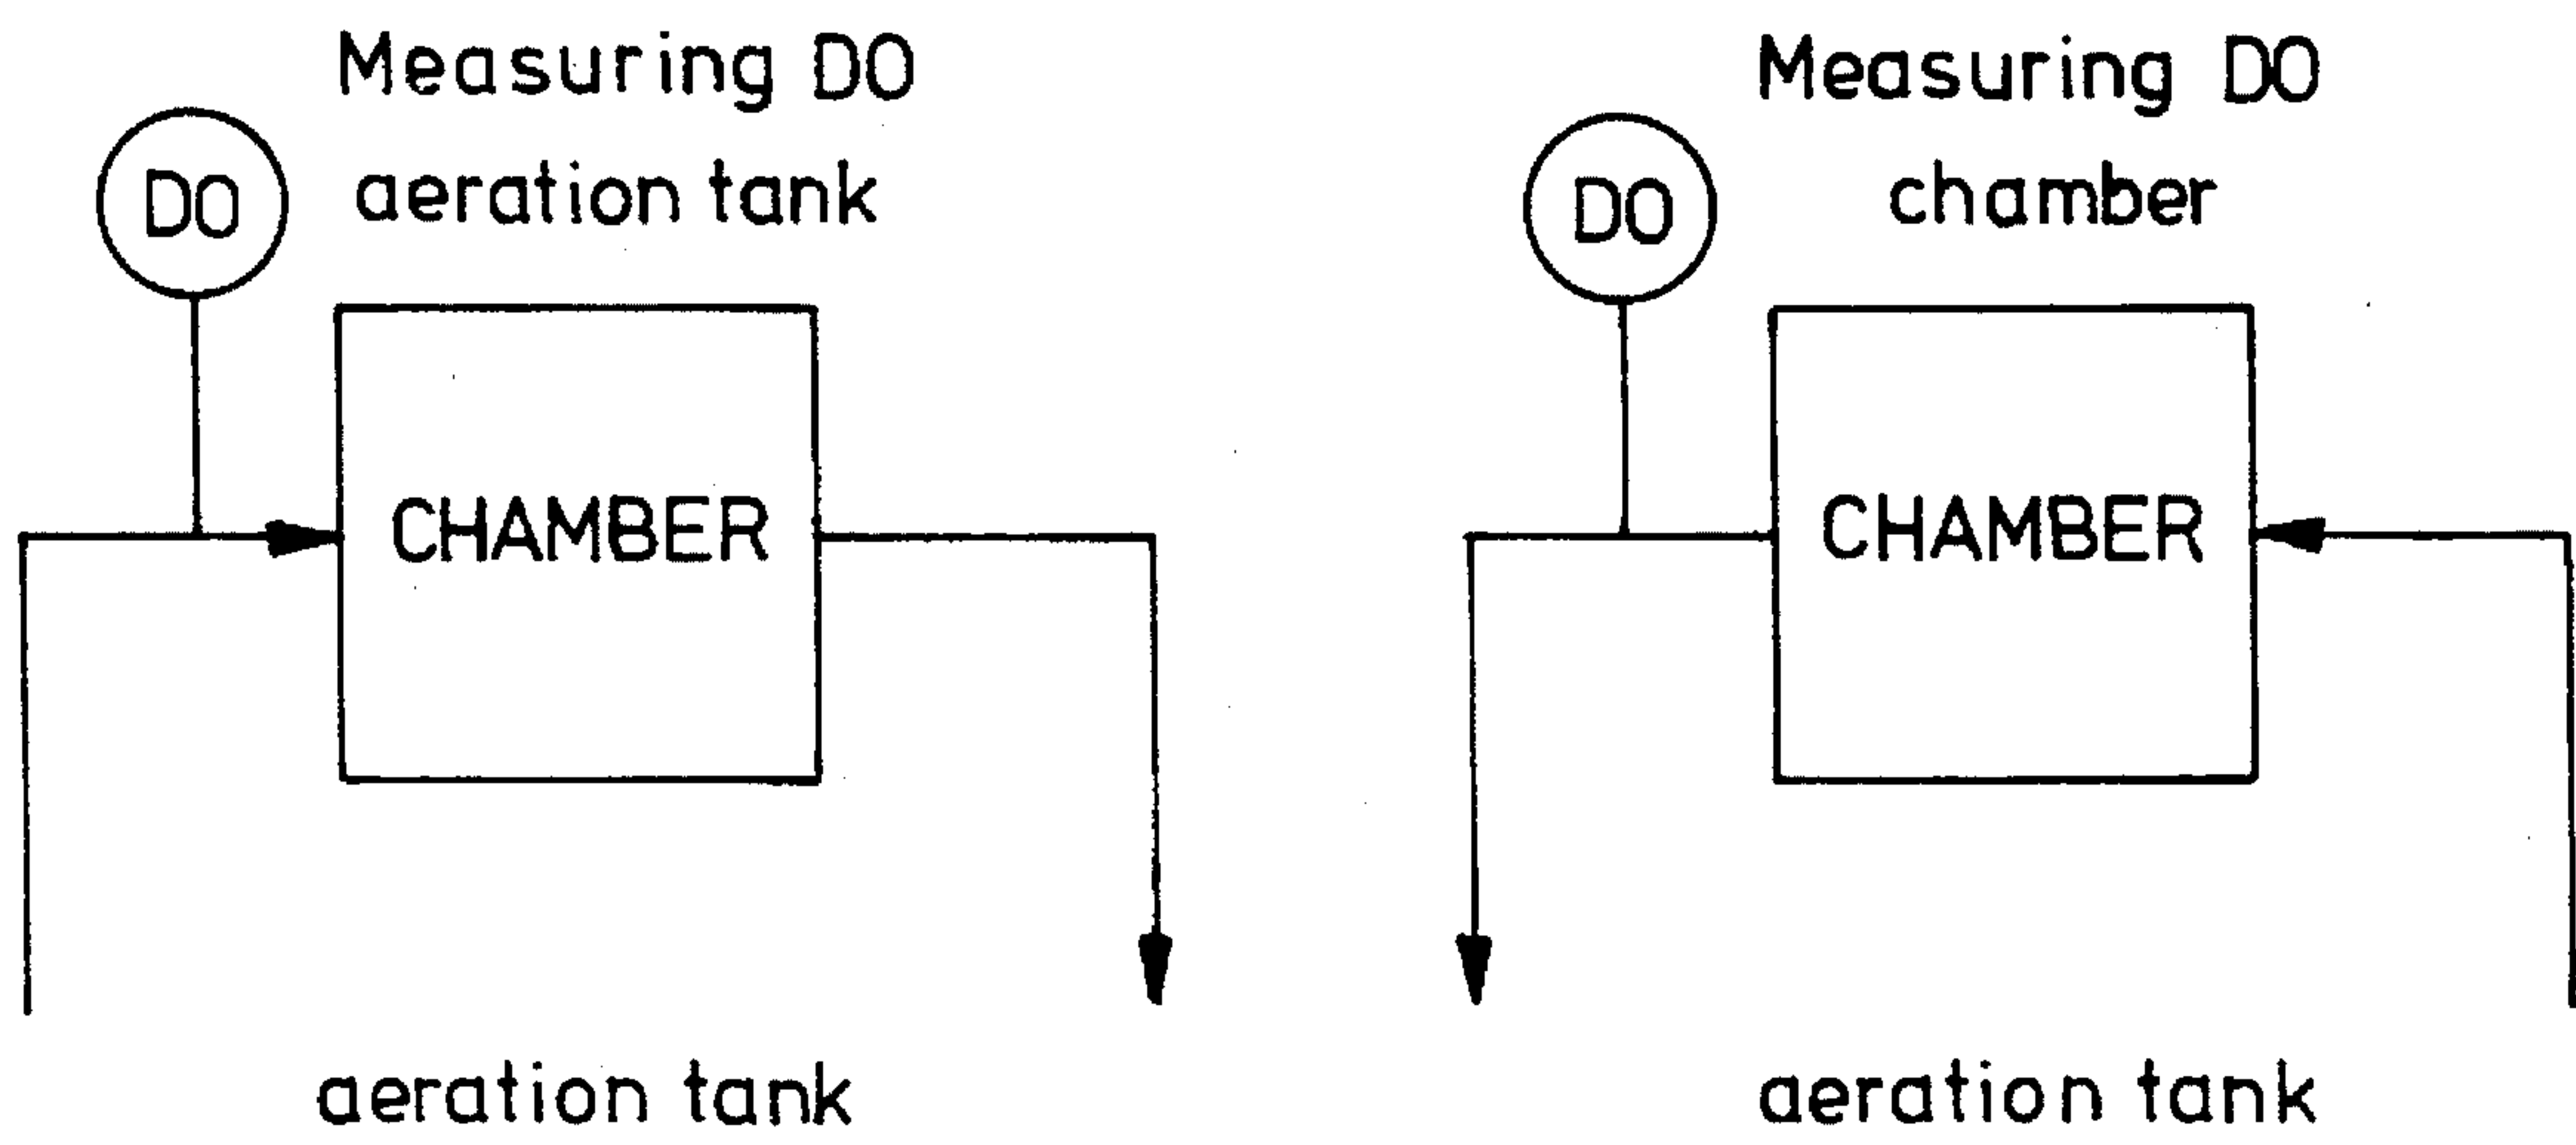 Measuring DO
aeration tank
DO
CHAMBER
aeration tank
Measuring DO
chamber
DO
CHAMBER
aeration tank